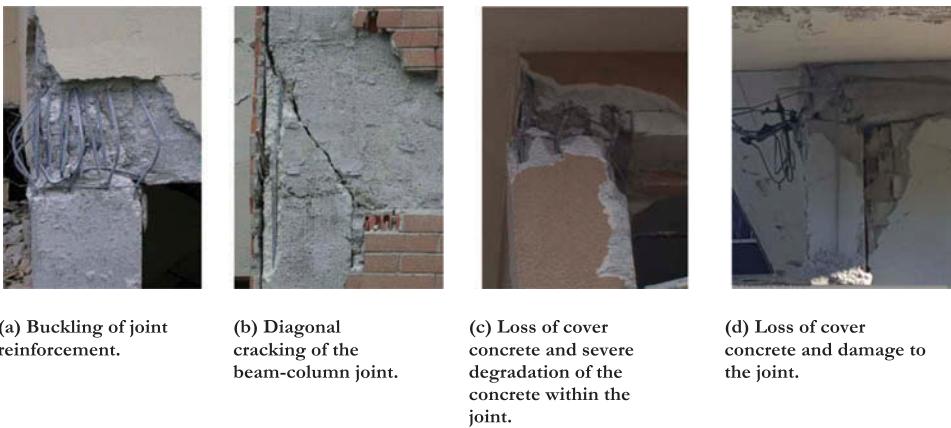 (a) Buckling of joint
reinforcement.
(b) Diagonal
cracking of the
beam-column joint.
(c) Loss of cover
concrete and severe
degradation of the
concrete within the
joint.
(d) Loss of cover
concrete and damage to
the joint.